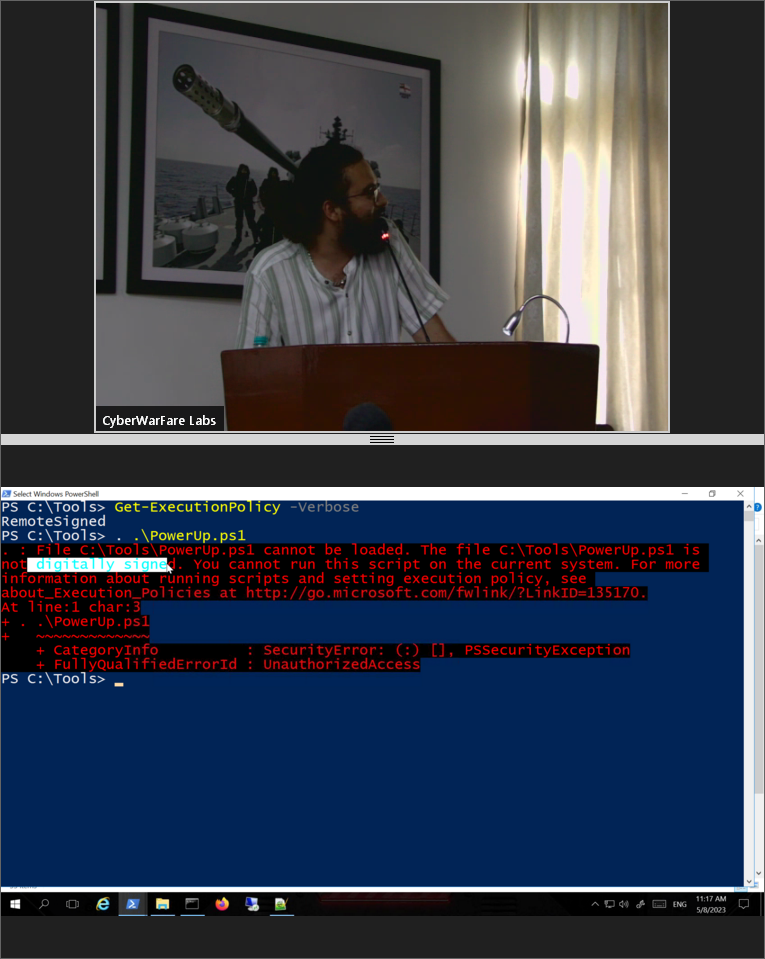 CyberWarFare Labs
Select Windows PowerShell
PS C:\Tools> Get-ExecutionPolicy -Verbose
RemoteSigned
PS C:\Tools> . .\PowerUp.ps1
. : File C:\Tools\PowerUp.ps1 cannot be loaded. The file C:\Tools\PowerUp.ps1 is
not digitally signed. You cannot run this script on the current system. For more
information about running scripts and setting execution policy, see
about_Execution_Policies at http://go.microsoft.com/fwlink/?LinkID=135170.
At line:1 char:3
+ . .\PowerUp.ps1
+   ~~~~~~~~~~~~~
    + CategoryInfo          : SecurityError: (:) [], PSSecurityException
    + FullyQualifiedErrorId : UnauthorizedAccess
PS C:\Tools>
ENG
11:17 AM
5/8/2023